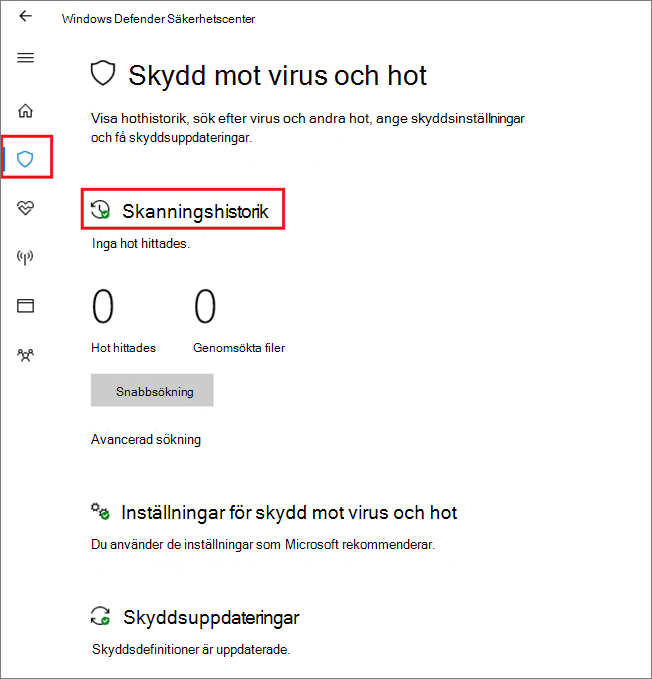 Windows Defender Säkerhetscenter
Skydd mot virus och hot
Visa hothistorik, sök efter virus och andra hot, ange skyddsinställningar
och få skyddsuppdateringar.
Skanningshistorik
Inga hot hittades.
0 0
Hot hittades Genomsökta filer
Snabbsökning
Avancerad sökning
Inställningar för skydd mot virus och hot
Du använder de inställningar som Microsoft rekommenderar.
Skyddsuppdateringar
Skyddsdefinitioner är uppdaterade.